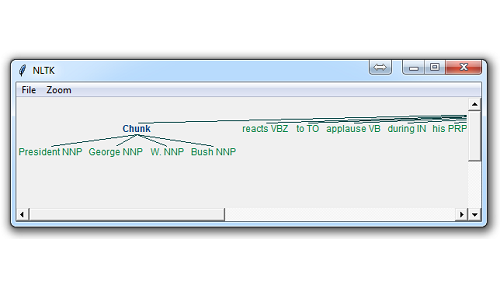 NLTK
File Zoom
Chunk reacts VBZ to TO applause VB during IN his PRP
President NNP George NNP W. NNP Bush NNP